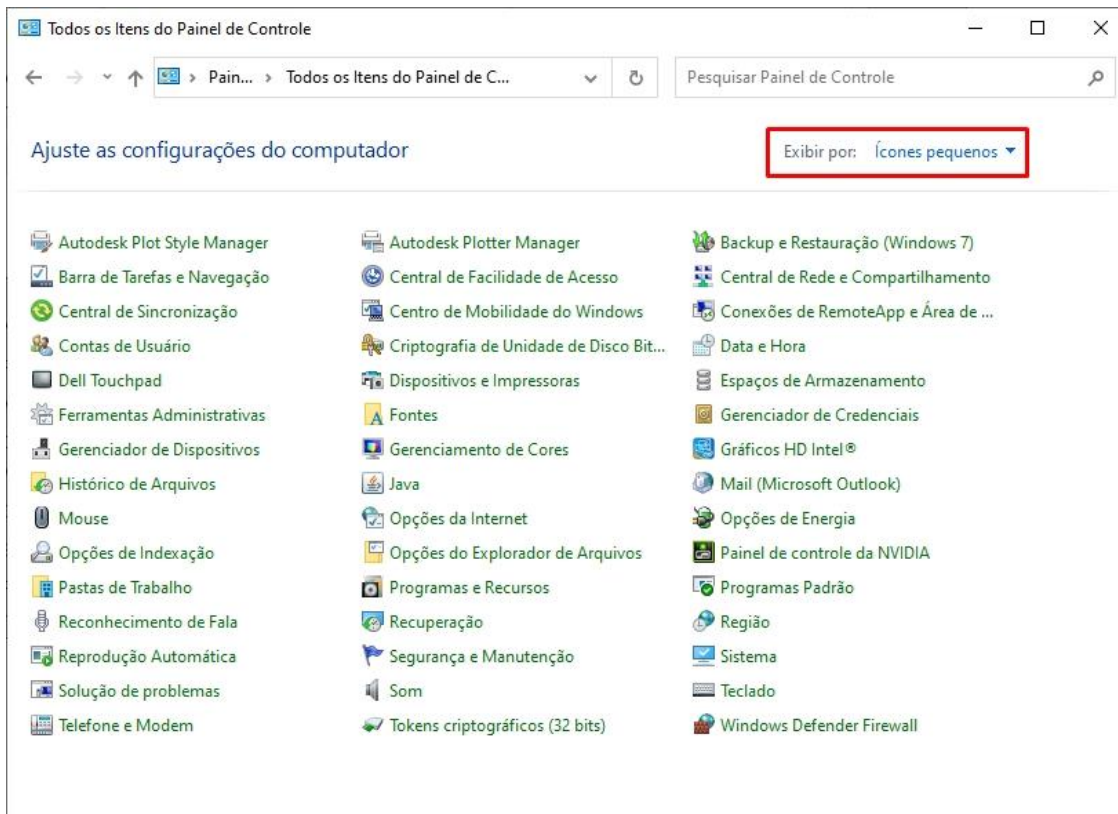 Todos os Itens do Painel de Controle
Pain... > Todos os Itens do Painel de C...
Pesquisar Painel de Controle
Ajuste as configurações do computador
Exibir por: Ícones pequenos
Autodesk Plot Style Manager Autodesk Plotter Manager Backup e Restauração (Windows 7)
Barra de Tarefas e Navegação Central de Facilidade de Acesso Central de Rede e Compartilhamento
Central de Sincronização Centro de Mobilidade do Windows Conexões de RemoteApp e Área de ...
Contas de Usuário Criptografia de Unidade de Disco Bit... Data e Hora
Dell Touchpad Dispositivos e Impressoras Espaços de Armazenamento
Ferramentas Administrativas Fontes Gerenciador de Credenciais
Gerenciador de Dispositivos Gerenciamento de Cores Gráficos HD Intel®
Histórico de Arquivos Java Mail (Microsoft Outlook)
Mouse Opções da Internet Opções de Energia
Opções de Indexação Opções do Explorador de Arquivos Painel de controle da NVIDIA
Pastas de Trabalho Programas e Recursos Programas Padrão
Reconhecimento de Fala Recuperação Região
Reprodução Automática Segurança e Manutenção Sistema
Solução de problemas Som Teclado
Telefone e Modem Tokens criptográficos (32 bits) Windows Defender Firewall